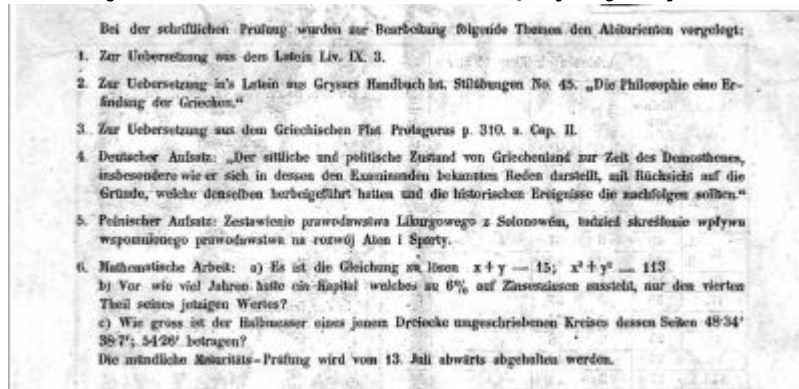 Bei der schriftlichen Prüfung wurden zur Bearbeitung folgende Themen den Abiturienten vorgelegt:
1. Zur Uebersetzung aus dem Latein Liv. IX. 3.
2. Zur Uebersetzung in's Latein aus Grysars Handbuch lat. Stilübungen No. 45. „Die Philosophie eine Er-
findung der Griechen.“
3. Zur Uebersetzung aus dem Griechischen Plat Protagoras p. 310. a. Cap. II.
4. Deutscher Aufsatz: „Der sittliche und politische Zustand von Griechenland zur Zeit des Demosthenes,
insbesondere wie er sich in dessen den Examinanden bekannten Reden darstellt, mit Rücksicht auf die
Gründe, welche denselben herbeigeführt hatten und die historischen Ereignisse die nachfolgen sollten.“
5. Polnischer Aufsatz: Zestawienie prawodawstwa Likurgowego z Solonowém, tudzież skreślenie wpływu
wspomnionego prawodawstwa na rozwój Aten i Sparty.
6. Mathematische Arbeit: a) Es ist die Gleichung zu lösen x + y = 15; x² + y² = 113
b) Vor wie viel Jahren hatte ein Kapital welches zu 6% auf Zinseszinsen aussteht, nur den vierten
Theil seines jetzigen Wertes?
c) Wie gross ist der Halbmesser eines jenem Dreiecke umgeschriebenen Kreises dessen Seiten 48·34'
38·7'; 54·26' betragen?
Die mündliche Maturitäts-Prüfung wird vom 13. Juli abwärts abgehalten werden.